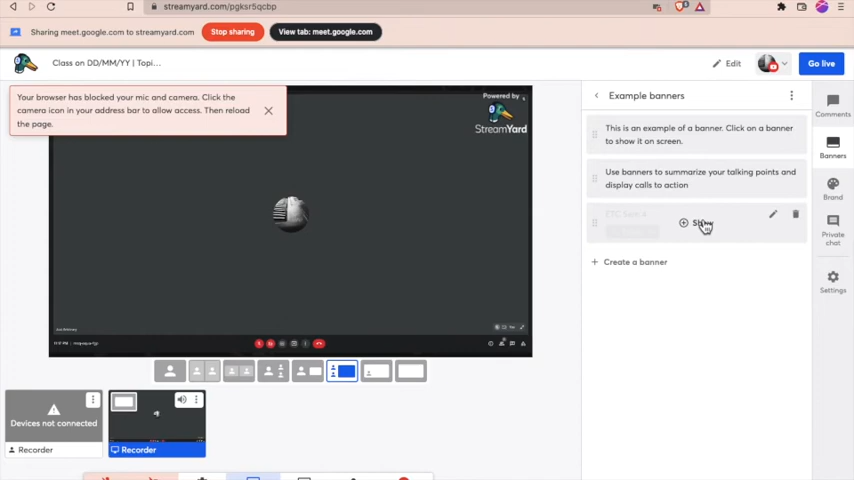 streamyard.com/pgksr5qcbp
Sharing meet.google.com to streamyard.com
Stop sharing
View tab: meet.google.com
Class on DD/MM/YY | Topi...
Edit
Go live
Your browser has blocked your mic and camera. Click the
camera icon in your address bar to allow access. Then reload
the page.
Powered by
StreamYard
Example banners
This is an example of a banner. Click on a banner
to show it on screen.
Use banners to summarize your talking points and
display calls to action
Show
Create a banner
Comments
Banners
Brand
Private
chat
Settings
Devices not connected
Recorder
Recorder